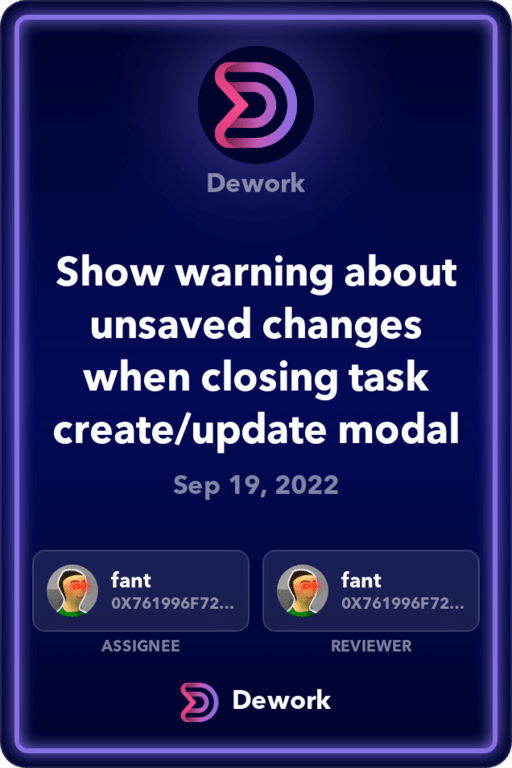 Dework
Show warning about
unsaved changes
when closing task
create/update modal
Sep 19, 2022
fant
0X761996F72...
ASSIGNEE
fant
0X761996F72...
REVIEWER
Dework